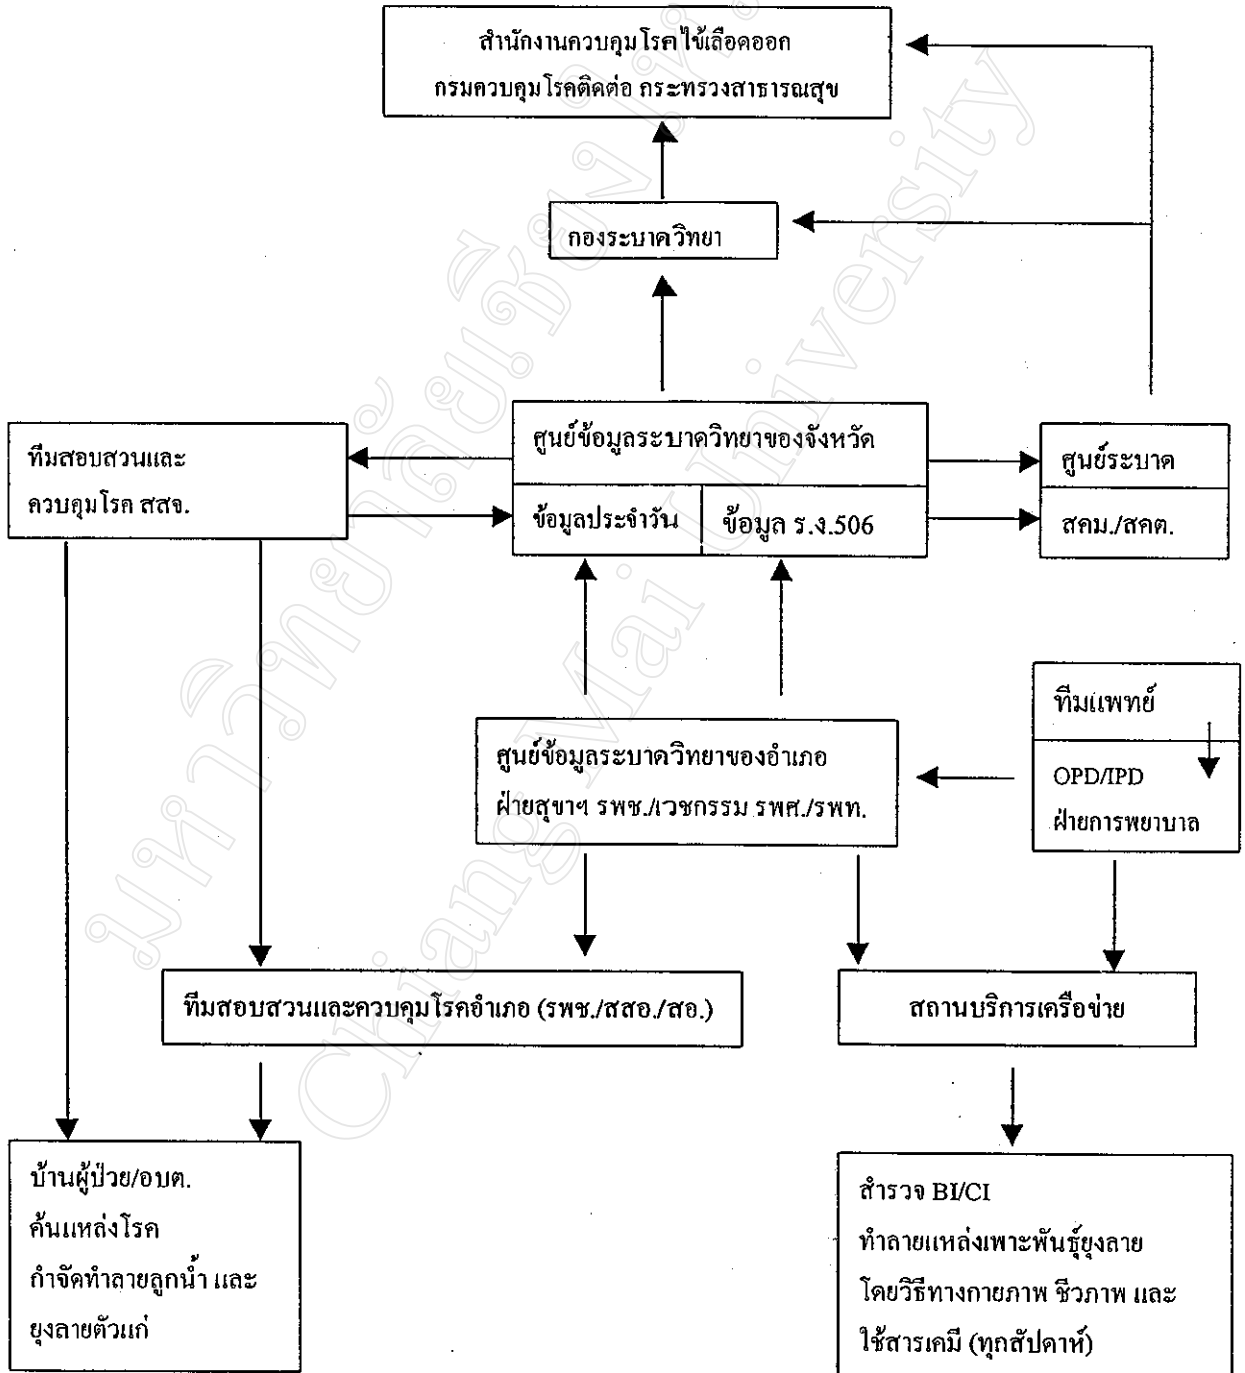 สำนักงานควบคุมโรคไข้เลือดออก
กรมควบคุมโรคติดต่อ กระทรวงสาธารณสุข
กองระบาดวิทยา
ทีมสอบสวนและ
ควบคุมโรค สสจ.
ศูนย์ข้อมูลระบาดวิทยาของจังหวัด
ข้อมูลประจำวัน
ข้อมูล ร.ง.506
ศูนย์ระบาด
สคม./สคต.
ศูนย์ข้อมูลระบาดวิทยาของอำเภอ
ฝ่ายสุขาฯ รพช./เวชกรรม รพศ./รพท.
ทีมแพทย์
OPD/IPD
ฝ่ายการพยาบาล
ทีมสอบสวนและควบคุมโรคอำเภอ (รพช./สสอ./สอ.)
สถานบริการเครือข่าย
บ้านผู้ป่วย/อบต.
ค้นแหล่งโรค
กำจัดทำลายลูกน้ำ และ
ยุงลายตัวแก่
สำรวจ BI/CI
ทำลายแหล่งเพาะพันธุ์ยุงลาย
โดยวิธีทางกายภาพ ชีวภาพ และ
ใช้สารเคมี (ทุกสัปดาห์)
มหาวิทยาลัยเชียงให
Chiang Mai University